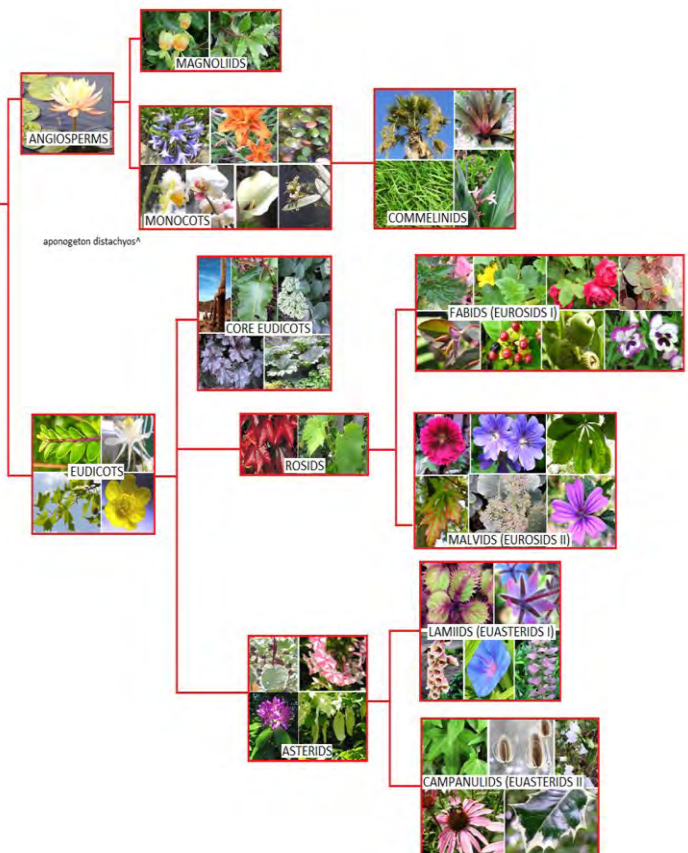 MAGNOLIIDS
ANGIOSPERMS
MONOCOTS
COMMELINIDS
aponogeton distachyos^
CORE EUDICOTS
FABIDS (EUROSIDS I)
EUDICOTS
ROSIDS
MALVIDS (EUROSIDS II)
LAMIIDS (EUASTERIDS I)
ASTERIDS
CAMPANULIDS (EUASTERIDS II